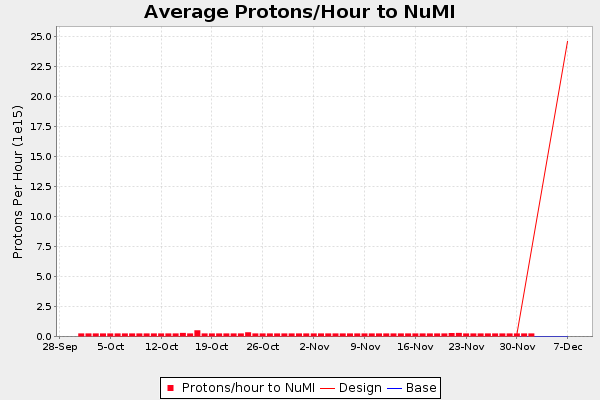 Average Protons/Hour to NuMI
Protons Per Hour (1e15)
25.0
22.5
20.0
17.5
15.0
12.5
10.0
7.5
5.0
2.5
0.0
28-Sep 5-Oct 12-Oct 19-Oct 26-Oct 2-Nov 9-Nov 16-Nov 23-Nov 30-Nov 7-Dec
Protons/hour to NuMI Design Base